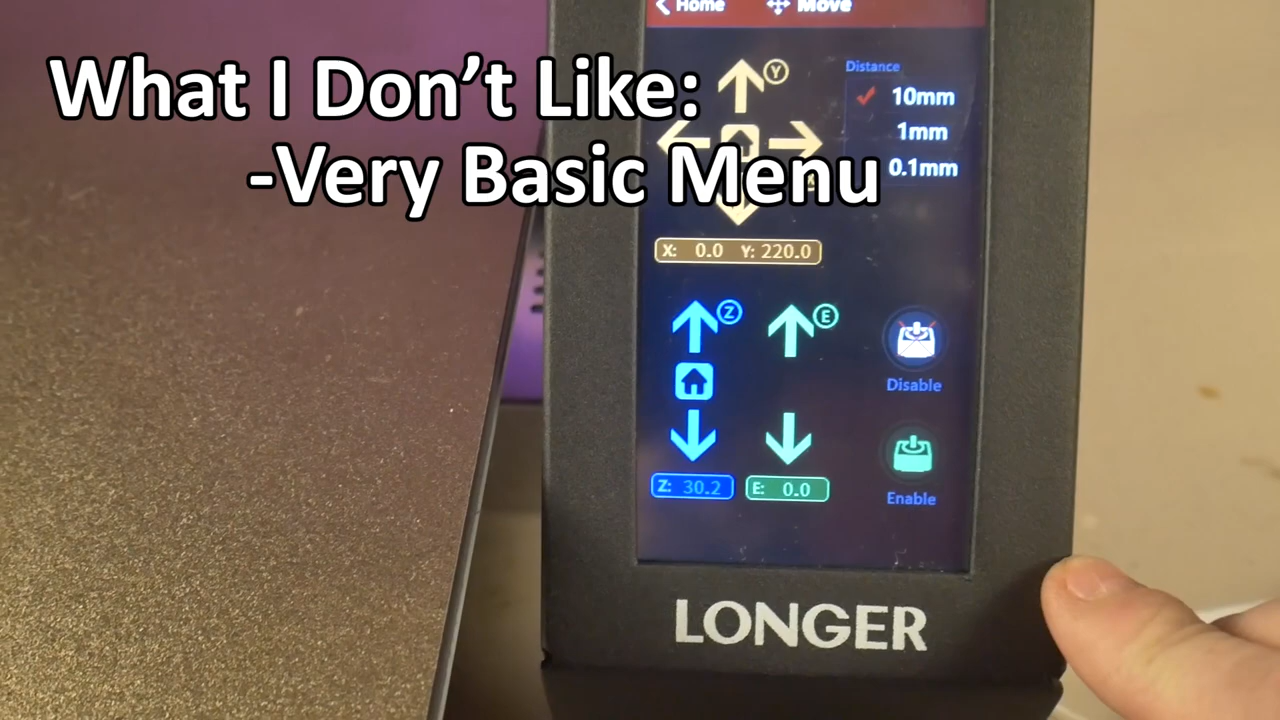 Home Move
What I Don't Like:
-Very Basic Menu
Y
Distance
10mm
1mm
0.1mm
X: 0.0 Y: 220.0
Z
E
Disable
Enable
Z: 30.2
E: 0.0
LONGER